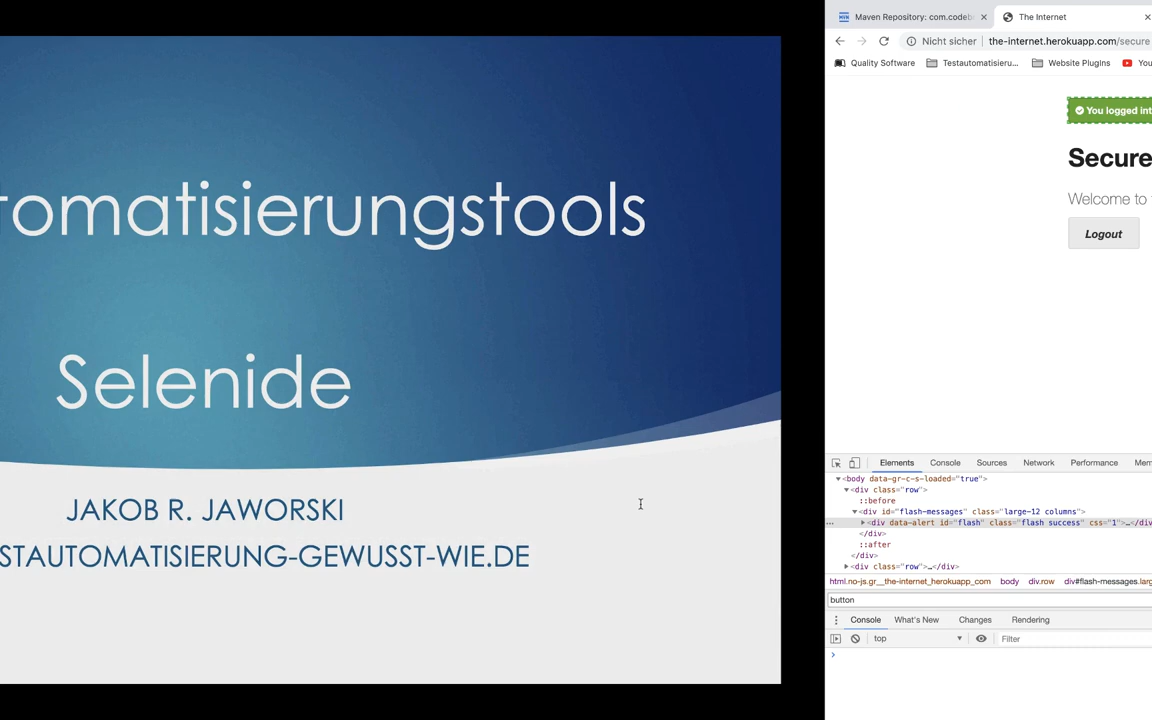 tomatisierungstools
Selenide
JAKOB R. JAWORSKI
STAUTOMATISIERUNG-GEWUSST-WIE.DE
Maven Repository: com.codeb
The Internet
Nicht sicher
the-internet.herokuapp.com/secure
Quality Software
Testautomatisieru...
Website PlugIns
You
You logged int
Secure
Welcome to
Logout
Elements
Console
Sources
Network
Performance
Mem
<body data-gr-c-s-loaded="true">
<div class="row">
::before
<div id="flash-messages" class="large-12 columns">
... <div data-alert id="flash" class="flash success" css="1">…</div>
</div>
::after
</div>
<div class="row">…</div>
html.no-js.gr__the-internet_herokuapp_com body div.row div#flash-messages.larg
button
Console
What's New
Changes
Rendering
top
Filter